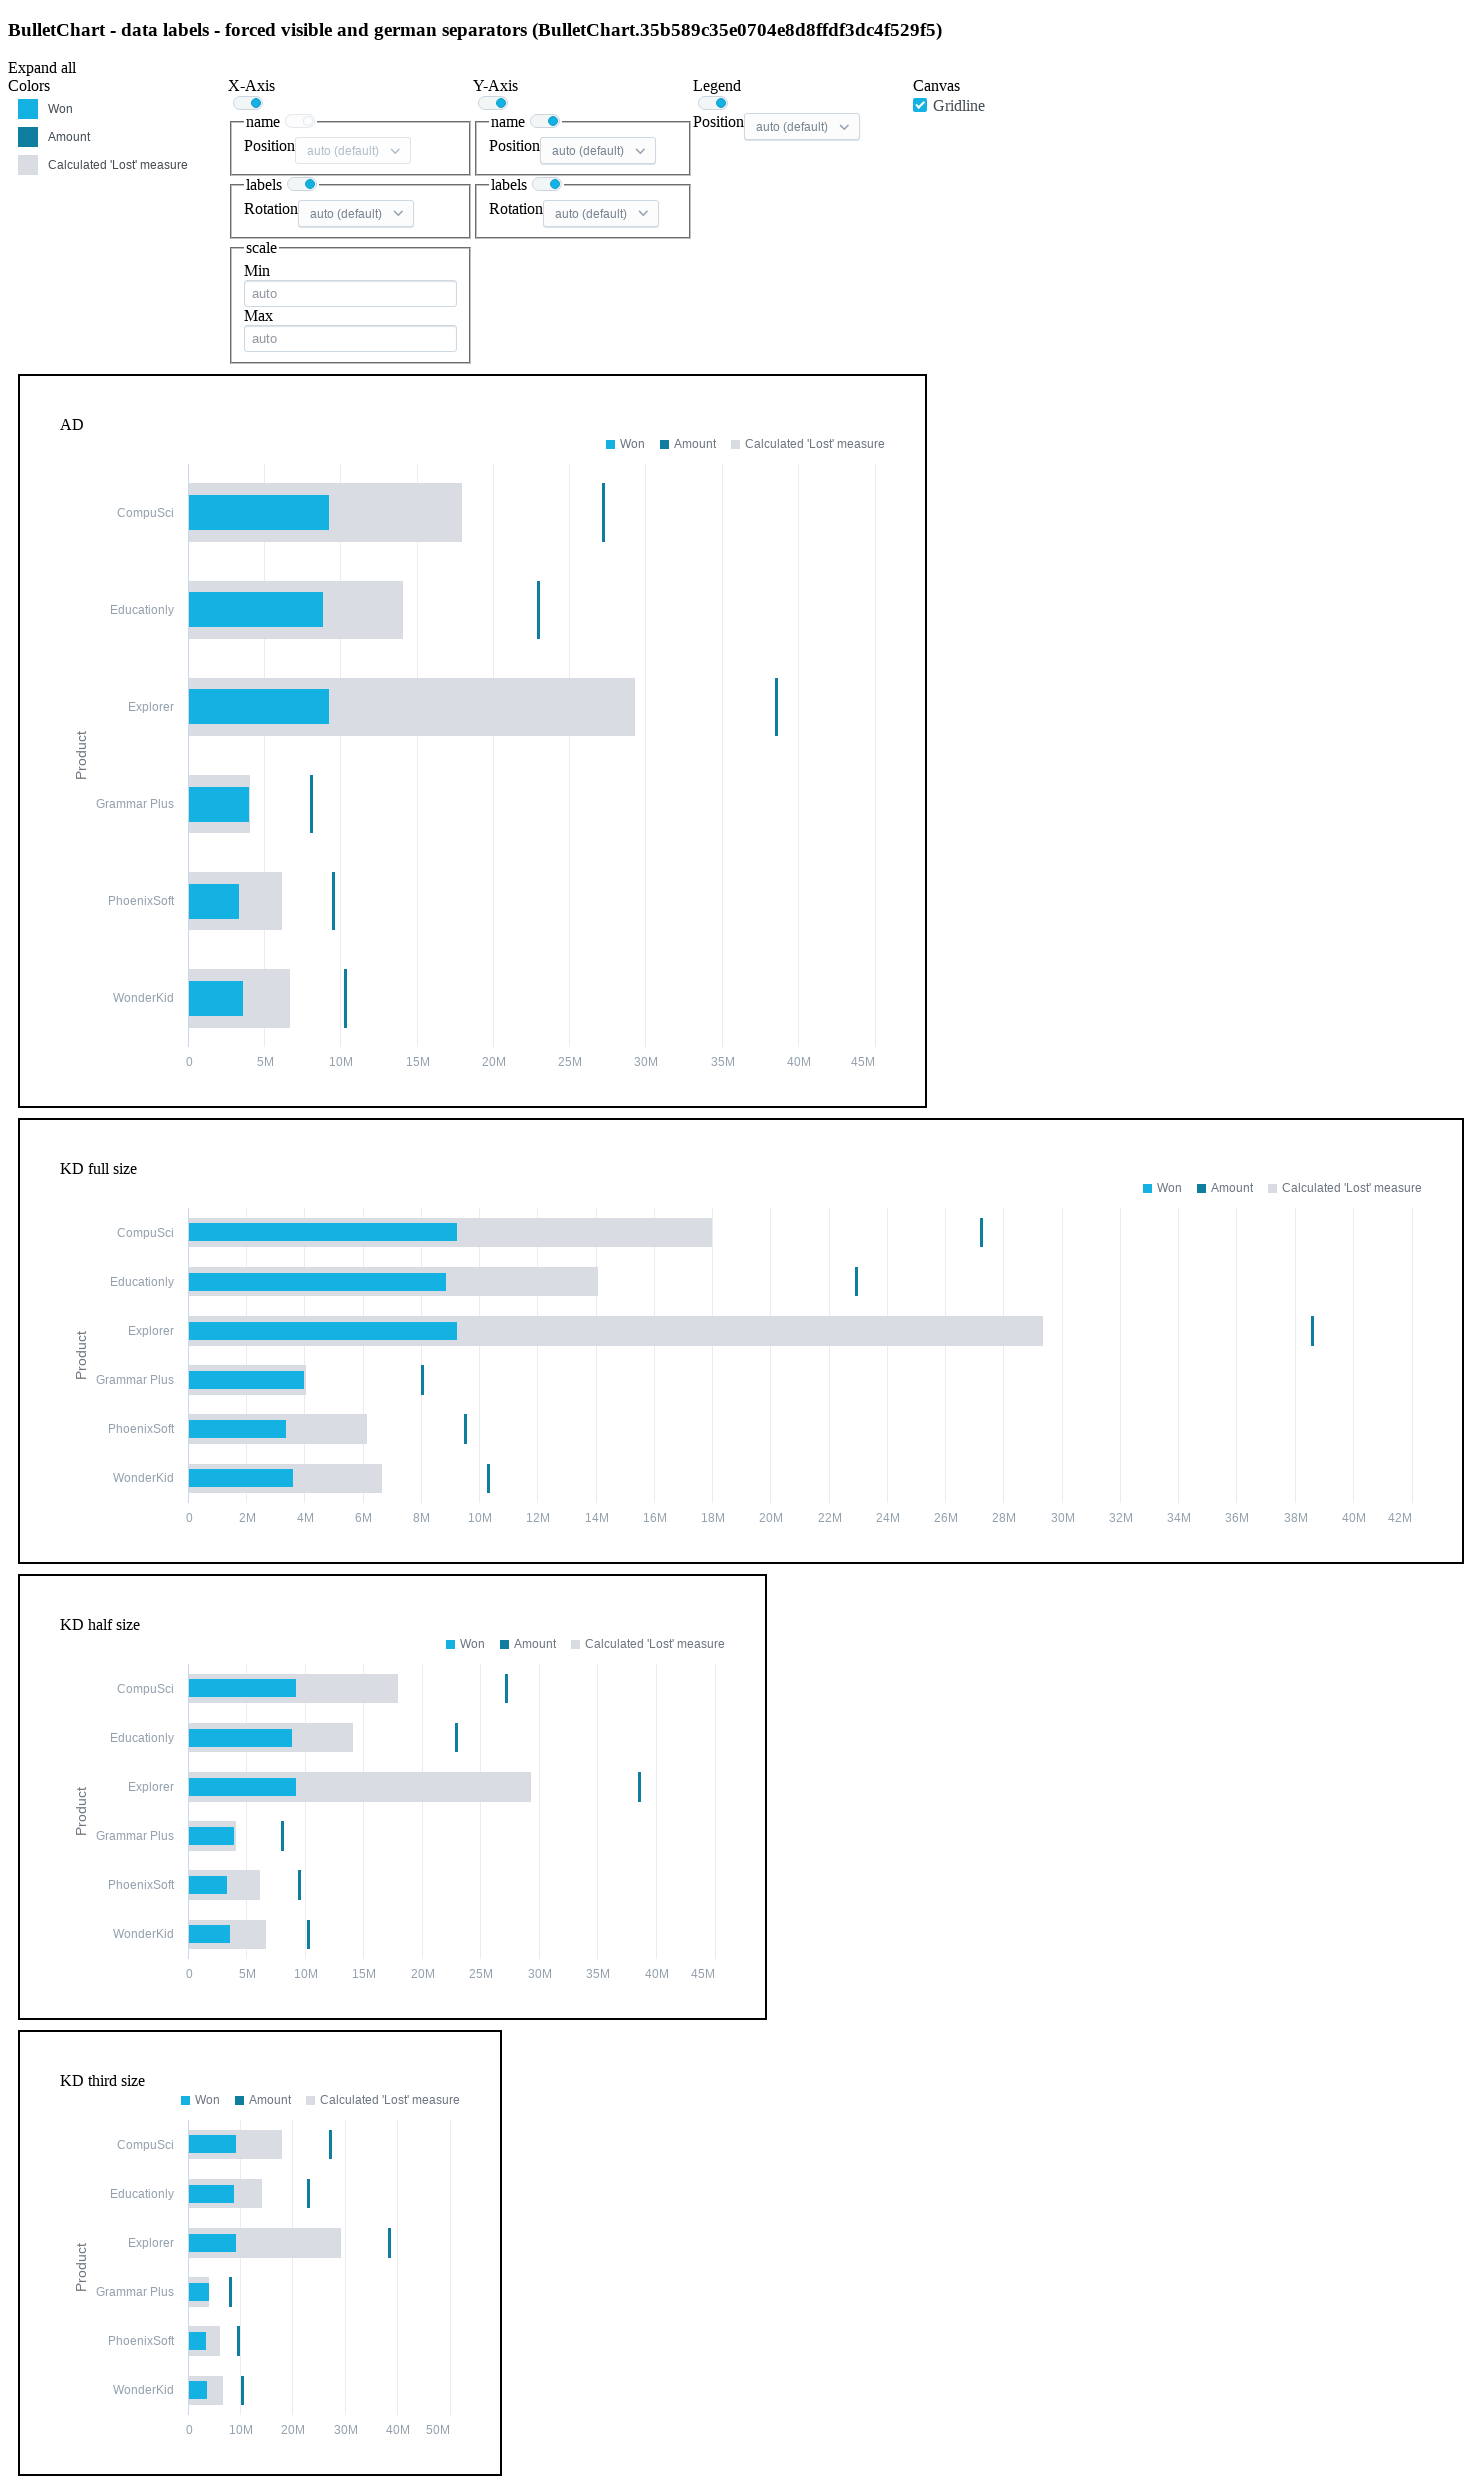 BulletChart - data labels - forced visible and german separators (BulletChart.35b589c35e0704e8d8ffdf3dc4f529f5)
Expand all
Colors
Won
Amount
Calculated 'Lost' measure
X-Axis
name
Position auto (default)
labels
Rotation auto (default)
scale
Min
auto
Max
auto
Y-Axis
name
Position auto (default)
labels
Rotation auto (default)
Legend
Position auto (default)
Canvas
Gridline
AD
Won Amount Calculated 'Lost' measure
CompuSci
Educationly
Explorer
Product
Grammar Plus
PhoenixSoft
WonderKid
0 5M 10M 15M 20M 25M 30M 35M 40M 45M
KD full size
Won Amount Calculated 'Lost' measure
CompuSci
Educationly
Explorer
Product
Grammar Plus
PhoenixSoft
WonderKid
0 2M 4M 6M 8M 10M 12M 14M 16M 18M 20M 22M 24M 26M 28M 30M 32M 34M 36M 38M 40M 42M
KD half size
Won Amount Calculated 'Lost' measure
CompuSci
Educationly
Explorer
Product
Grammar Plus
PhoenixSoft
WonderKid
0 5M 10M 15M 20M 25M 30M 35M 40M 45M
KD third size
Won Amount Calculated 'Lost' measure
CompuSci
Educationly
Explorer
Product
Grammar Plus
PhoenixSoft
WonderKid
0 10M 20M 30M 40M 50M